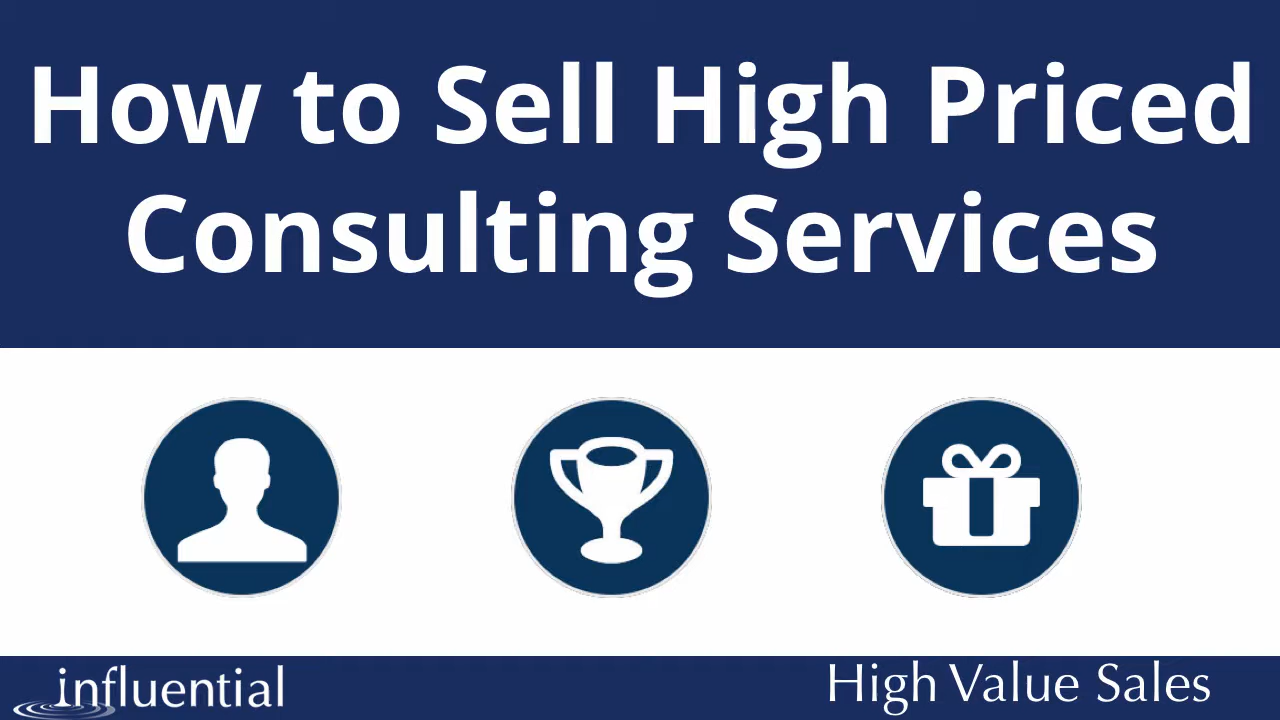 How to Sell High Priced
Consulting Services
influential
High Value Sales